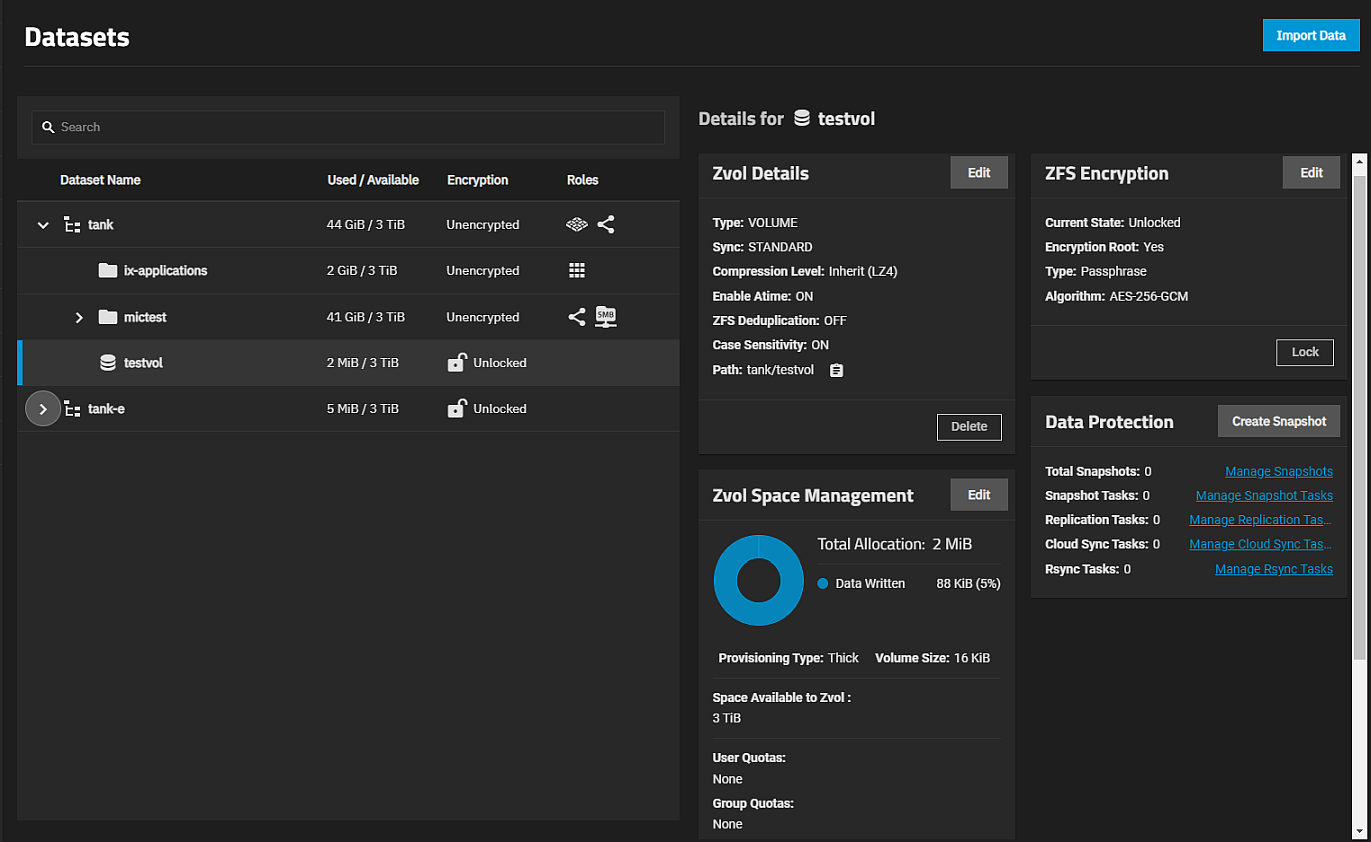 Datasets
Import Data
Search
Dataset Name Used / Available Encryption Roles
tank 44 GiB / 3 TiB Unencrypted
ix-applications 2 GiB / 3 TiB Unencrypted
mictest 41 GiB / 3 TiB Unencrypted SMB
testvol 2 MiB / 3 TiB Unlocked
tank-e 5 MiB / 3 TiB Unlocked
Details for testvol
Zvol Details Edit
Type: VOLUME
Sync: STANDARD
Compression Level: Inherit (LZ4)
Enable Atime: ON
ZFS Deduplication: OFF
Case Sensitivity: ON
Path: tank/testvol
Delete
Zvol Space Management Edit
Total Allocation: 2 MiB
Data Written 88 KiB (5%)
Provisioning Type: Thick Volume Size: 16 KiB
Space Available to Zvol :
3 TiB
User Quotas:
None
Group Quotas:
None
ZFS Encryption Edit
Current State: Unlocked
Encryption Root: Yes
Type: Passphrase
Algorithm: AES-256-GCM
Lock
Data Protection Create Snapshot
Total Snapshots: 0 Manage Snapshots
Snapshot Tasks: 0 Manage Snapshot Tasks
Replication Tasks: 0 Manage Replication Tas...
Cloud Sync Tasks: 0 Manage Cloud Sync Tas...
Rsync Tasks: 0 Manage Rsync Tasks